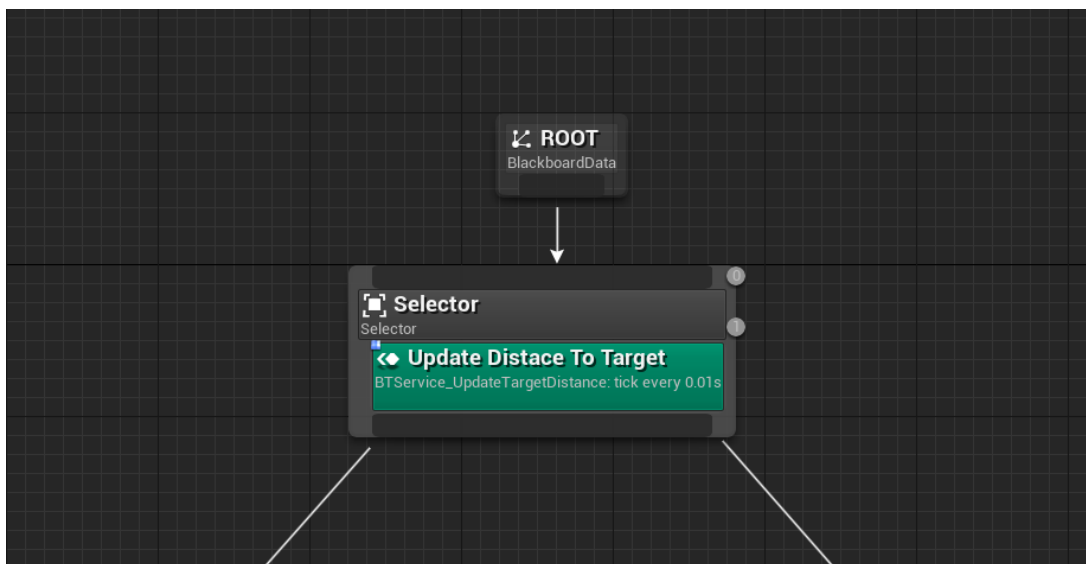 ROOT
BlackboardData
0
Selector
Selector
1
Update Distace To Target
BTService_UpdateTargetDistance: tick every 0.01s